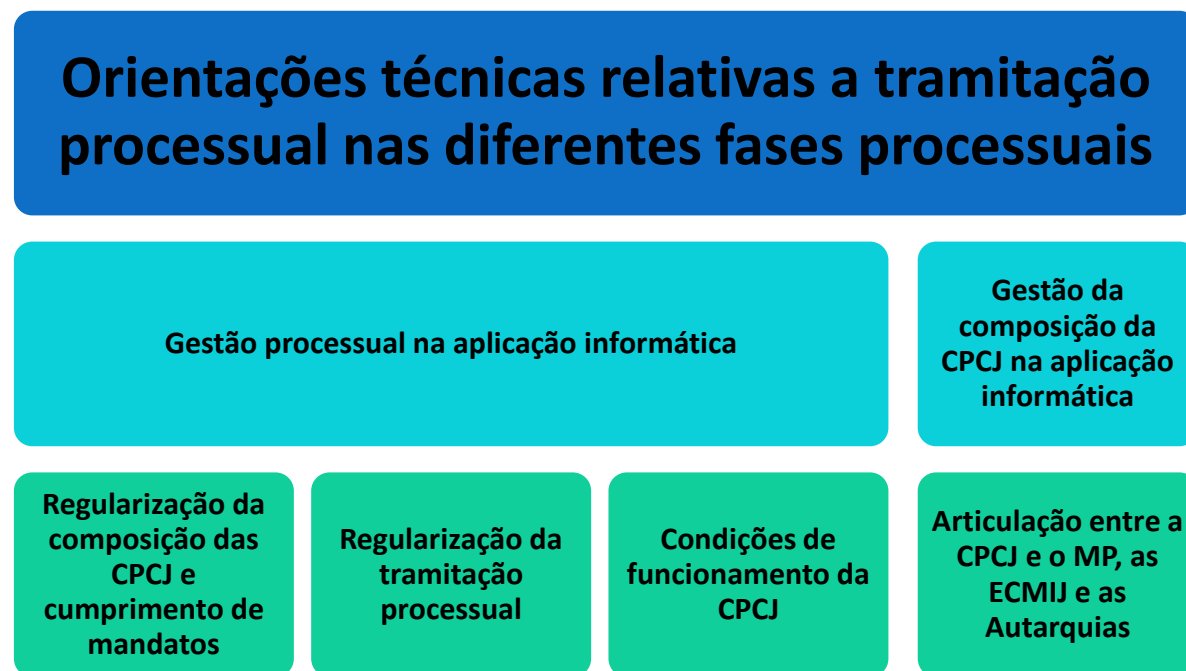 Orientações técnicas relativas a tramitação
processual nas diferentes fases processuais
Gestão processual na aplicação informática
Gestão da
composição da
CPCJ na aplicação
informática
Regularização da
composição das
CPCJ e
cumprimento de
mandatos
Regularização da
tramitação
processual
Condições de
funcionamento da
CPCJ
Articulação entre a
CPCJ e o MP, as
ECMIJ e as
Autarquias